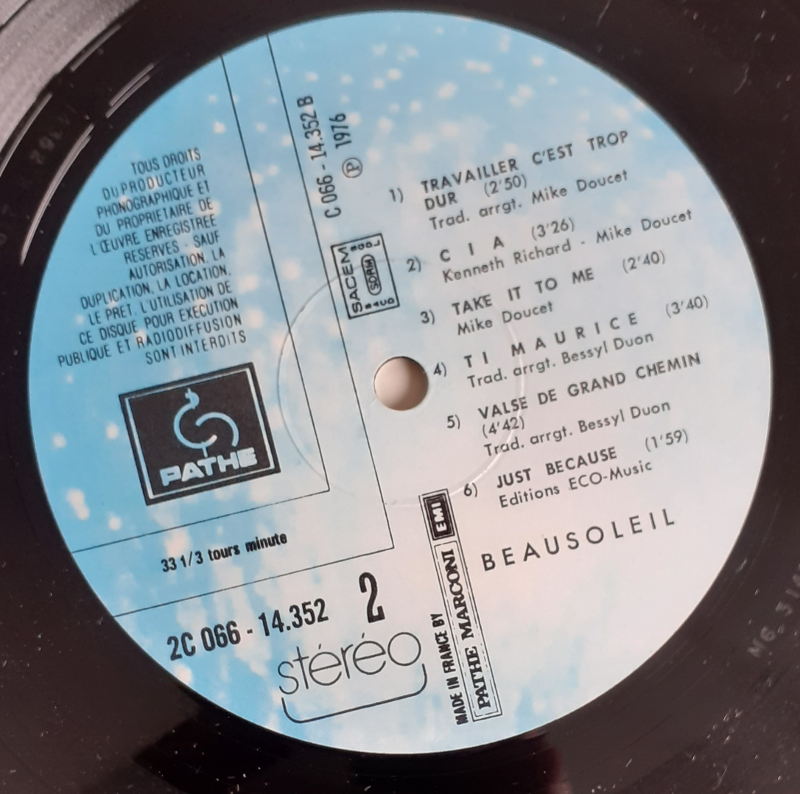 TOUS DROITS
DU PRODUCTEUR
PHONOGRAPHIQUE ET
DU PROPRIETAIRE DE
L'ŒUVRE ENREGISTREE
RESERVES - SAUF
AUTORISATION, LA
DUPLICATION, LA LOCATION,
LE PRET, L'UTILISATION DE
CE DISQUE POUR EXECUTION
PUBLIQUE ET RADIODIFFUSION
SONT INTERDITS
PATHE
33 1/3 tours minute
2C 066 - 14.352
2
stéréo
C 066 - 14.352 B
Ⓟ 1976
SACEM
SDRM
1) TRAVAILLER C'EST TROP
DUR (2'50)
Trad. arrgt. Mike Doucet
2) C I A (3'26)
Kenneth Richard - Mike Doucet
3) TAKE IT TO ME (2'40)
Mike Doucet
4) TI MAURICE (3'40)
Trad. arrgt. Bessyl Duon
5) VALSE DE GRAND CHEMIN
(4'42)
Trad. arrgt. Bessyl Duon
6) JUST BECAUSE (1'59)
Editions ECO-Music
BEAUSOLEIL
MADE IN FRANCE BY
PATHE MARCONI
EMI